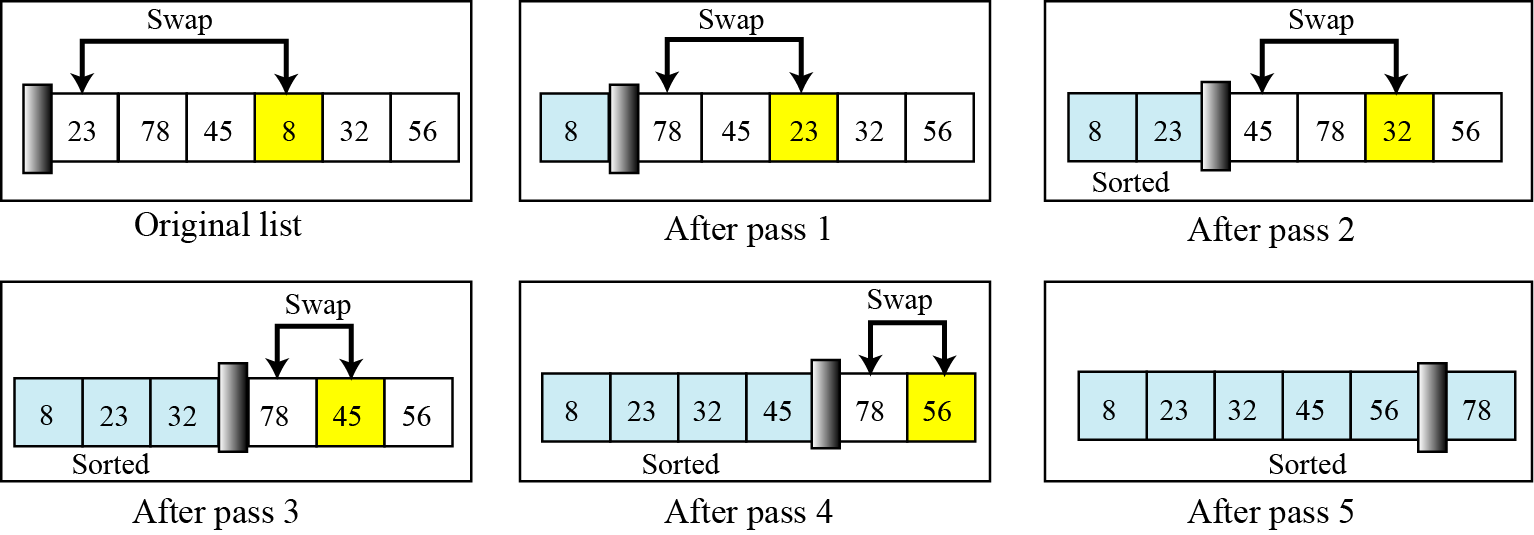 Swap
23 78 45 8 32 56
Original list
Swap
8 78 45 23 32 56
After pass 1
Swap
8 23 45 78 32 56
Sorted
After pass 2
Swap
8 23 32 78 45 56
Sorted
After pass 3
Swap
8 23 32 45 78 56
Sorted
After pass 4
8 23 32 45 56 78
Sorted
After pass 5